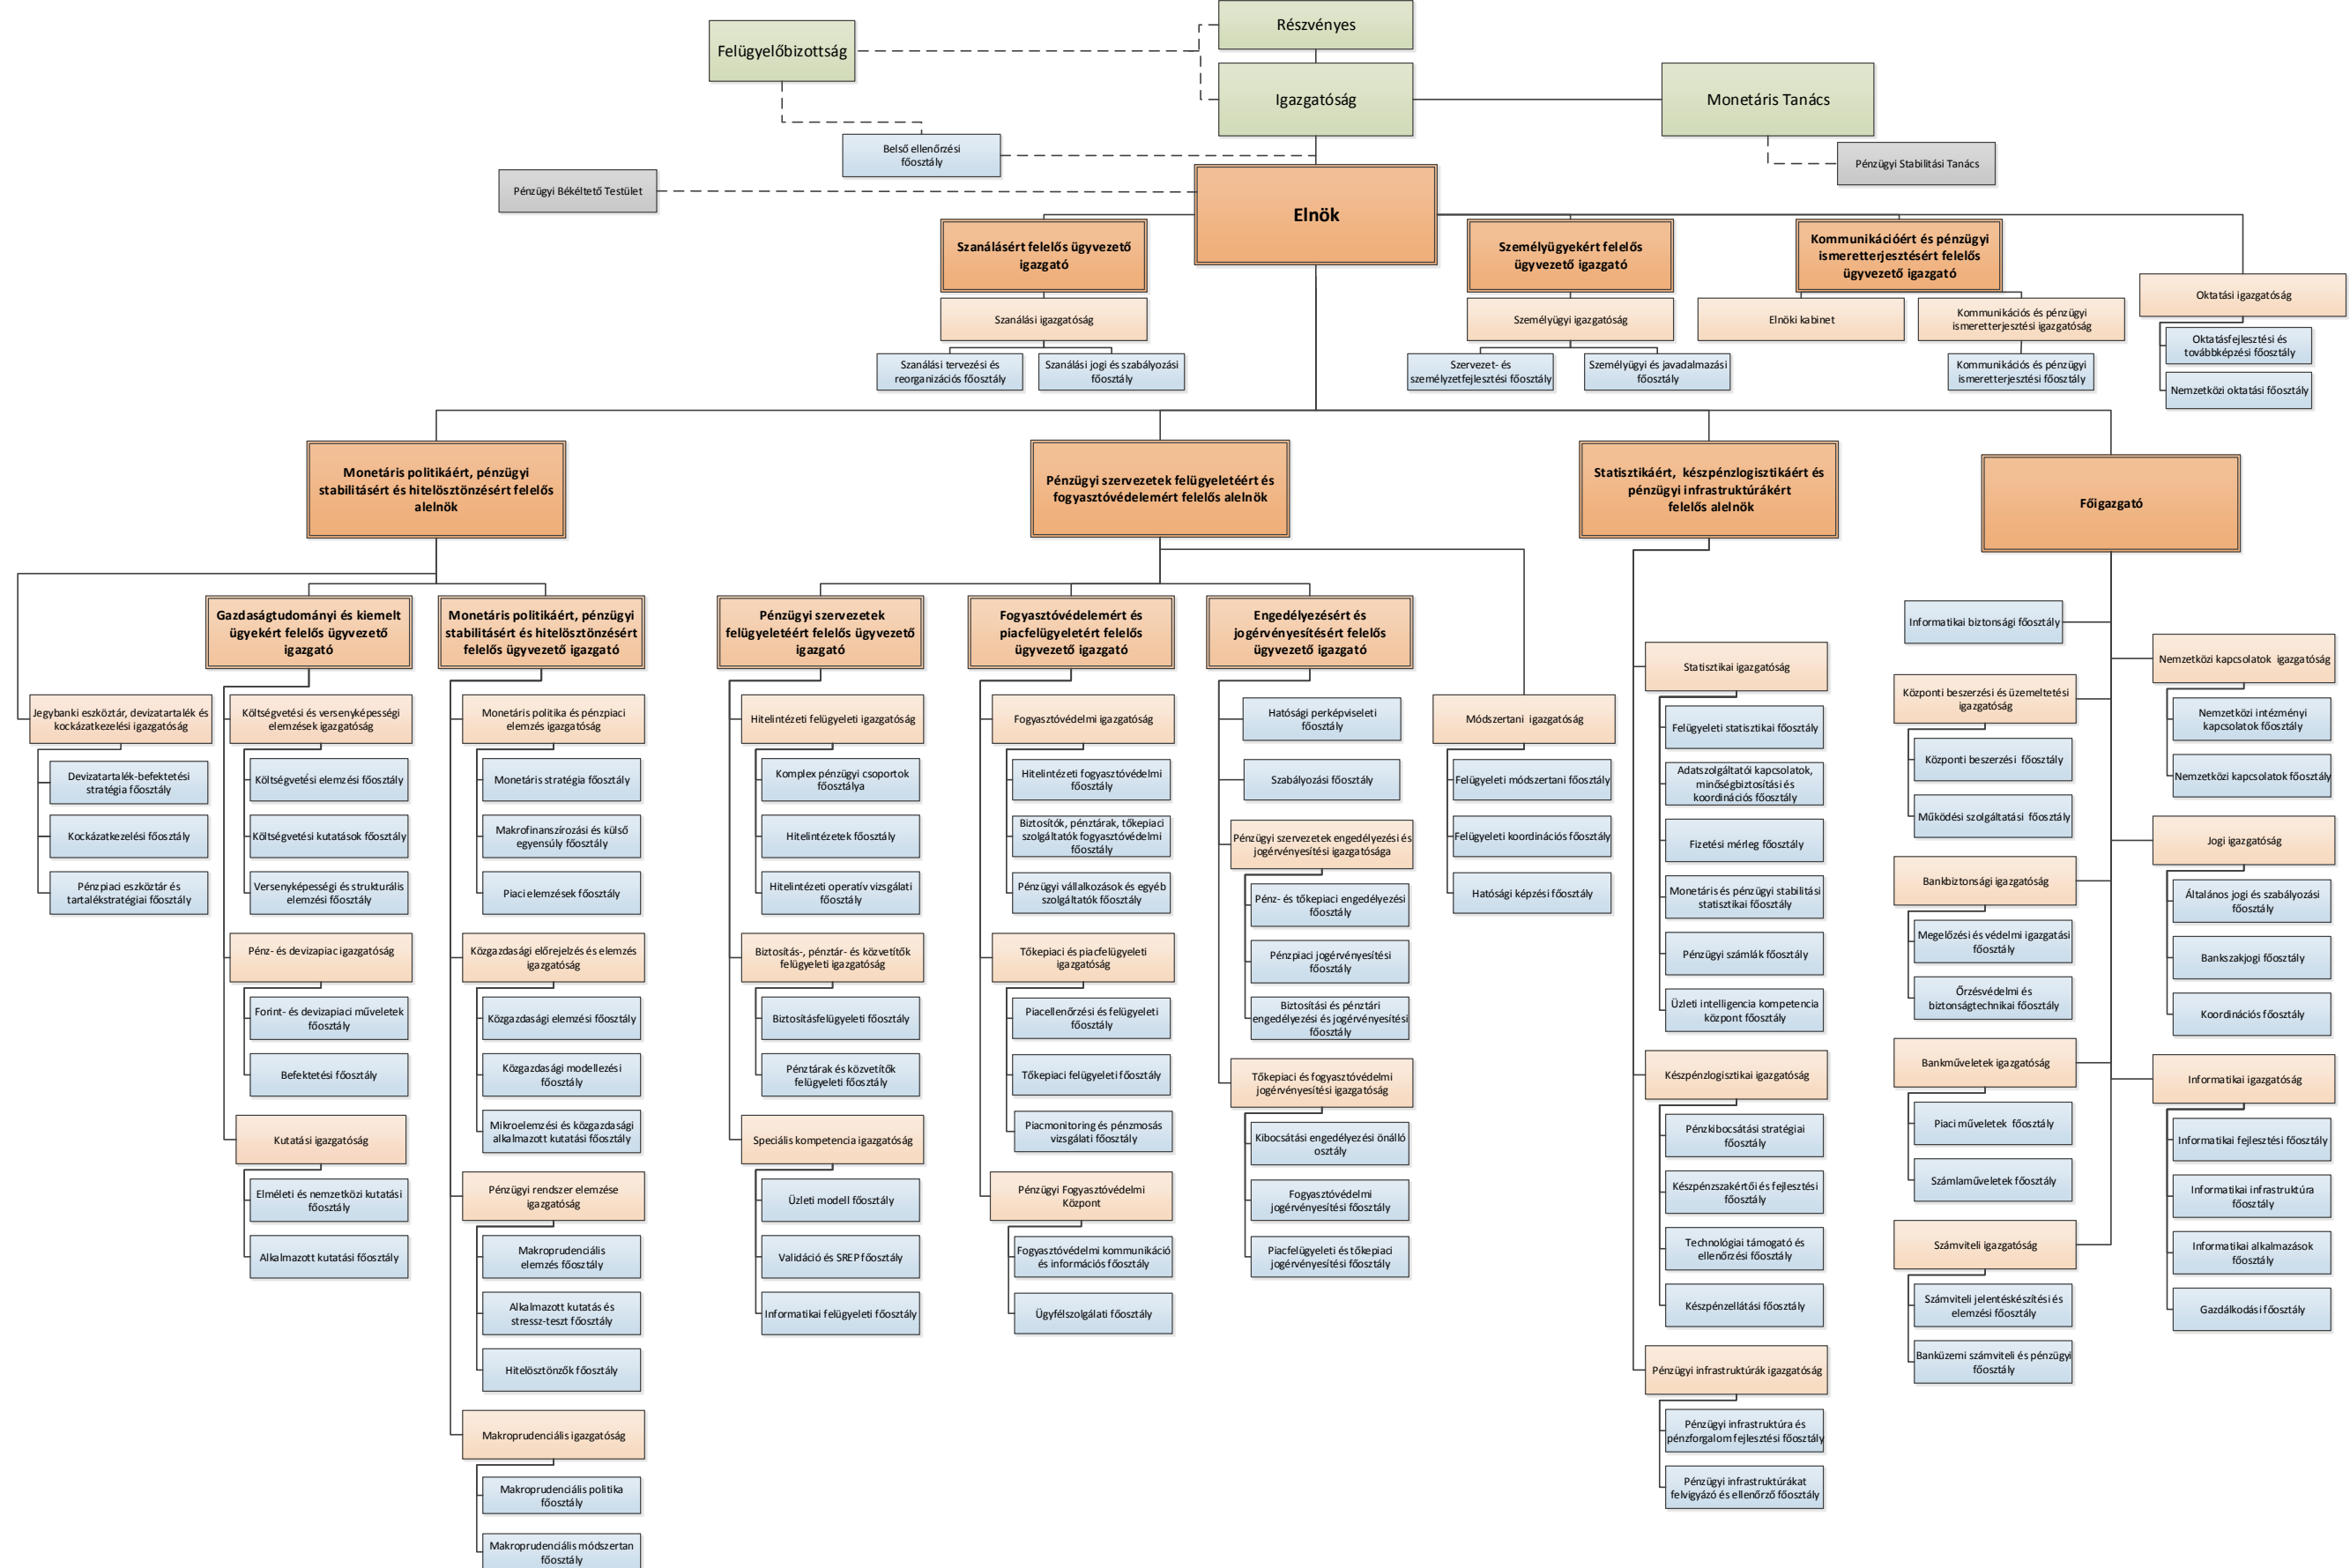 Részvényes
Felügyelőbizottság
Igazgatóság
Monetáris Tanács
Belső ellenőrzési
főosztály
Pénzügyi Stabilitási Tanács
Pénzügyi Békéltető Testület
Elnök
Szanálásért felelős ügyvezető
igazgató
Szanálási igazgatóság
Szanálási tervezési és
reorganizációs főosztály
Szanálási jogi és szabályozási
főosztály
Személyügyekért felelős
ügyvezető igazgató
Személyügyi igazgatóság
Szervezet- és
személyzetfejlesztési főosztály
Személyügyi és javadalmazási
főosztály
Kommunikációért és pénzügyi
ismeretterjesztésért felelős
ügyvezető igazgató
Elnöki kabinet
Kommunikációs és pénzügyi
ismeretterjesztési igazgatóság
Kommunikációs és pénzügyi
ismeretterjesztési főosztály
Oktatási igazgatóság
Oktatásfejlesztési és
továbbképzési főosztály
Nemzetközi oktatási főosztály
Monetáris politikáért, pénzügyi
stabilitásért és hitelösztönzésért felelős
alelnök
Pénzügyi szervezetek felügyeletéért és
fogyasztóvédelemért felelős alelnök
Statisztikáért, készpénzlogisztikáért és
pénzügyi infrastruktúrákért
felelős alelnök
Főigazgató
Jegybanki eszköztár, devizatartalék és
kockázatkezelési igazgatóság
Devizatartalék-befektetési
stratégia főosztály
Kockázatkezelési főosztály
Pénzpiaci eszköztár és
tartalékstratégiai főosztály
Gazdaságtudományi és kiemelt
ügyekért felelős ügyvezető
igazgató
Költségvetési és versenyképességi
elemzések igazgatóság
Költségvetési elemzési főosztály
Költségvetési kutatások főosztály
Versenyképességi és strukturális
elemzési főosztály
Pénz- és devizapiac igazgatóság
Forint- és devizapiaci műveletek
főosztály
Befektetési főosztály
Kutatási igazgatóság
Elméleti és nemzetközi kutatási
főosztály
Alkalmazott kutatási főosztály
Monetáris politikáért, pénzügyi
stabilitásért és hitelösztönzésért
felelős ügyvezető igazgató
Monetáris politika és pénzpiaci
elemzés igazgatóság
Monetáris stratégia főosztály
Makrofinanszírozási és külső
egyensúly főosztály
Piaci elemzések főosztály
Közgazdasági előrejelzés és elemzés
igazgatóság
Közgazdasági elemzési főosztály
Közgazdasági modellezési
főosztály
Mikroelemzési és közgazdasági
alkalmazott kutatási főosztály
Pénzügyi rendszer elemzése
igazgatóság
Makroprudenciális
elemzés főosztály
Alkalmazott kutatás és
stressz-teszt főosztály
Hitelösztönzők főosztály
Makroprudenciális igazgatóság
Makroprudenciális politika
főosztály
Makroprudenciális módszertan
főosztály
Pénzügyi szervezetek
felügyeletéért felelős ügyvezető
igazgató
Hitelintézeti felügyeleti igazgatóság
Komplex pénzügyi csoportok
főosztálya
Hitelintézetek főosztály
Hitelintézeti operatív vizsgálati
főosztály
Biztosítás-, pénztár- és közvetítők
felügyeleti igazgatóság
Biztosításfelügyeleti főosztály
Pénztárak és közvetítők
felügyeleti főosztály
Speciális kompetencia igazgatóság
Üzleti modell főosztály
Validáció és SREP főosztály
Informatikai felügyeleti főosztály
Fogyasztóvédelemért és
piacfelügyeletért felelős
ügyvezető igazgató
Fogyasztóvédelmi igazgatóság
Hitelintézeti fogyasztóvédelmi
főosztály
Biztosítók, pénztárak, tőkepiaci
szolgáltatók fogyasztóvédelmi
főosztály
Pénzügyi vállalkozások és egyéb
szolgáltatók főosztály
Tőkepiaci és piacfelügyeleti
igazgatóság
Piacellenőrzési és felügyeleti
főosztály
Tőkepiaci felügyeleti főosztály
Piacmonitoring és pénzmosás
vizsgálati főosztály
Pénzügyi Fogyasztóvédelmi
Központ
Fogyasztóvédelmi kommunikáció
és információs főosztály
Ügyfélszolgálati főosztály
Engedélyezésért és
jogérvényesítésért felelős
ügyvezető igazgató
Hatósági perképviseleti
főosztály
Szabályozási főosztály
Pénzügyi szervezetek engedélyezési és
jogérvényesítési igazgatósága
Pénz- és tőkepiaci engedélyezési
főosztály
Pénzpiaci jogérvényesítési
főosztály
Biztosítási és pénztári
engedélyezési és jogérvényesítési
főosztály
Tőkepiaci és fogyasztóvédelmi
jogérvényesítési igazgatóság
Kibocsátási engedélyezési önálló
osztály
Fogyasztóvédelmi
jogérvényesítési főosztály
Piacfelügyeleti és tőkepiaci
jogérvényesítési főosztály
Módszertani igazgatóság
Felügyeleti módszertani főosztály
Felügyeleti koordinációs főosztály
Hatósági képzési főosztály
Statisztikai igazgatóság
Felügyeleti statisztikai főosztály
Adatszolgáltatói kapcsolatok,
minőségbiztosítási és
koordinációs főosztály
Fizetési mérleg főosztály
Monetáris és pénzügyi stabilitási
statisztikai főosztály
Pénzügyi számlák főosztály
Üzleti intelligencia kompetencia
központ főosztály
Készpénzlogisztikai igazgatóság
Pénzkibocsátási stratégiai
főosztály
Készpénzszakértői és fejlesztési
főosztály
Technológiai támogató és
ellenőrzési főosztály
Készpénzellátási főosztály
Pénzügyi infrastruktúrák igazgatóság
Pénzügyi infrastruktúra és
pénzforgalom fejlesztési főosztály
Pénzügyi infrastruktúrákat
felvigyázó és ellenőrző főosztály
Informatikai biztonsági főosztály
Központi beszerzési és üzemeltetési
igazgatóság
Központi beszerzési főosztály
Működési szolgáltatási főosztály
Bankbiztonsági igazgatóság
Megelőzési és védelmi igazgatási
főosztály
Őrzésvédelmi és
biztonságtechnikai főosztály
Bankműveletek igazgatóság
Piaci műveletek főosztály
Számlaműveletek főosztály
Számviteli igazgatóság
Számviteli jelentéskészítési és
elemzési főosztály
Banküzemi számviteli és pénzügyi
főosztály
Nemzetközi kapcsolatok igazgatóság
Nemzetközi intézményi
kapcsolatok főosztály
Nemzetközi kapcsolatok főosztály
Jogi igazgatóság
Általános jogi és szabályozási
főosztály
Bankszakjogi főosztály
Koordinációs főosztály
Informatikai igazgatóság
Informatikai fejlesztési főosztály
Informatikai infrastruktúra
főosztály
Informatikai alkalmazások
főosztály
Gazdálkodási főosztály